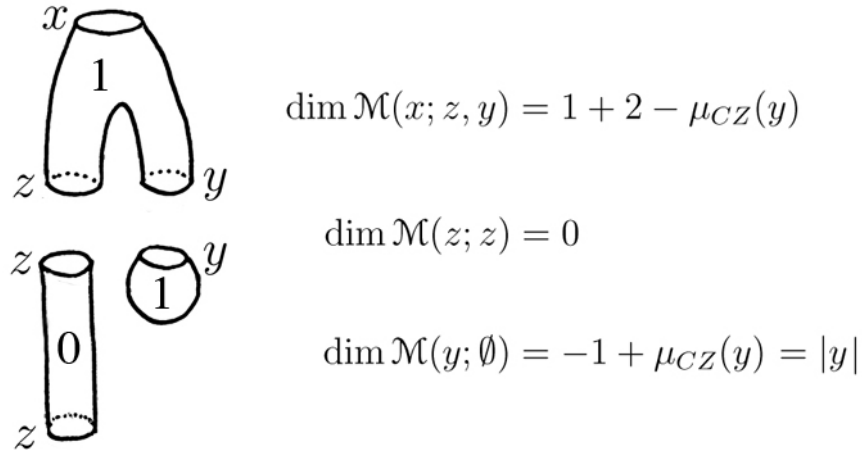 x
1
dim M(x; z, y) = 1 + 2 − μ_CZ(y)
z y
dim M(z; z) = 0
z y
1
0
dim M(y; ∅) = −1 + μ_CZ(y) = |y|
z